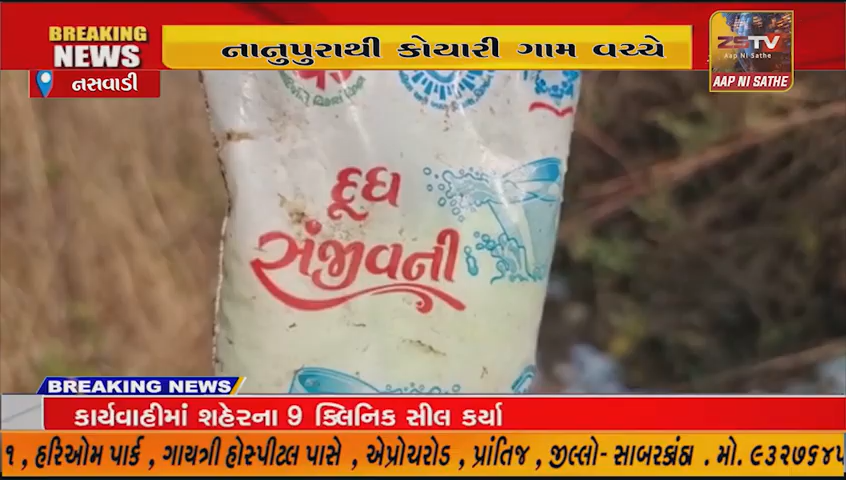 BREAKING NEWS
નાનુપુરાથી કોયારી ગામ વચ્ચે
ZSTV
Aap Ni Sathe
AAP NI SATHE
નસવાડી
દૂધ
સંજીવની
BREAKING NEWS
કાર્યવાહીમાં શહેરના 9 ક્લિનિક સીલ કર્યા
૧ , હરિઓમ પાર્ક , ગાયત્રી હોસ્પીટલ પાસે , એપ્રોચરોડ , પ્રાંતિજ , જીલ્લો- સાબરકાંઠા . મો. ૯૩૨૭૬૪૫